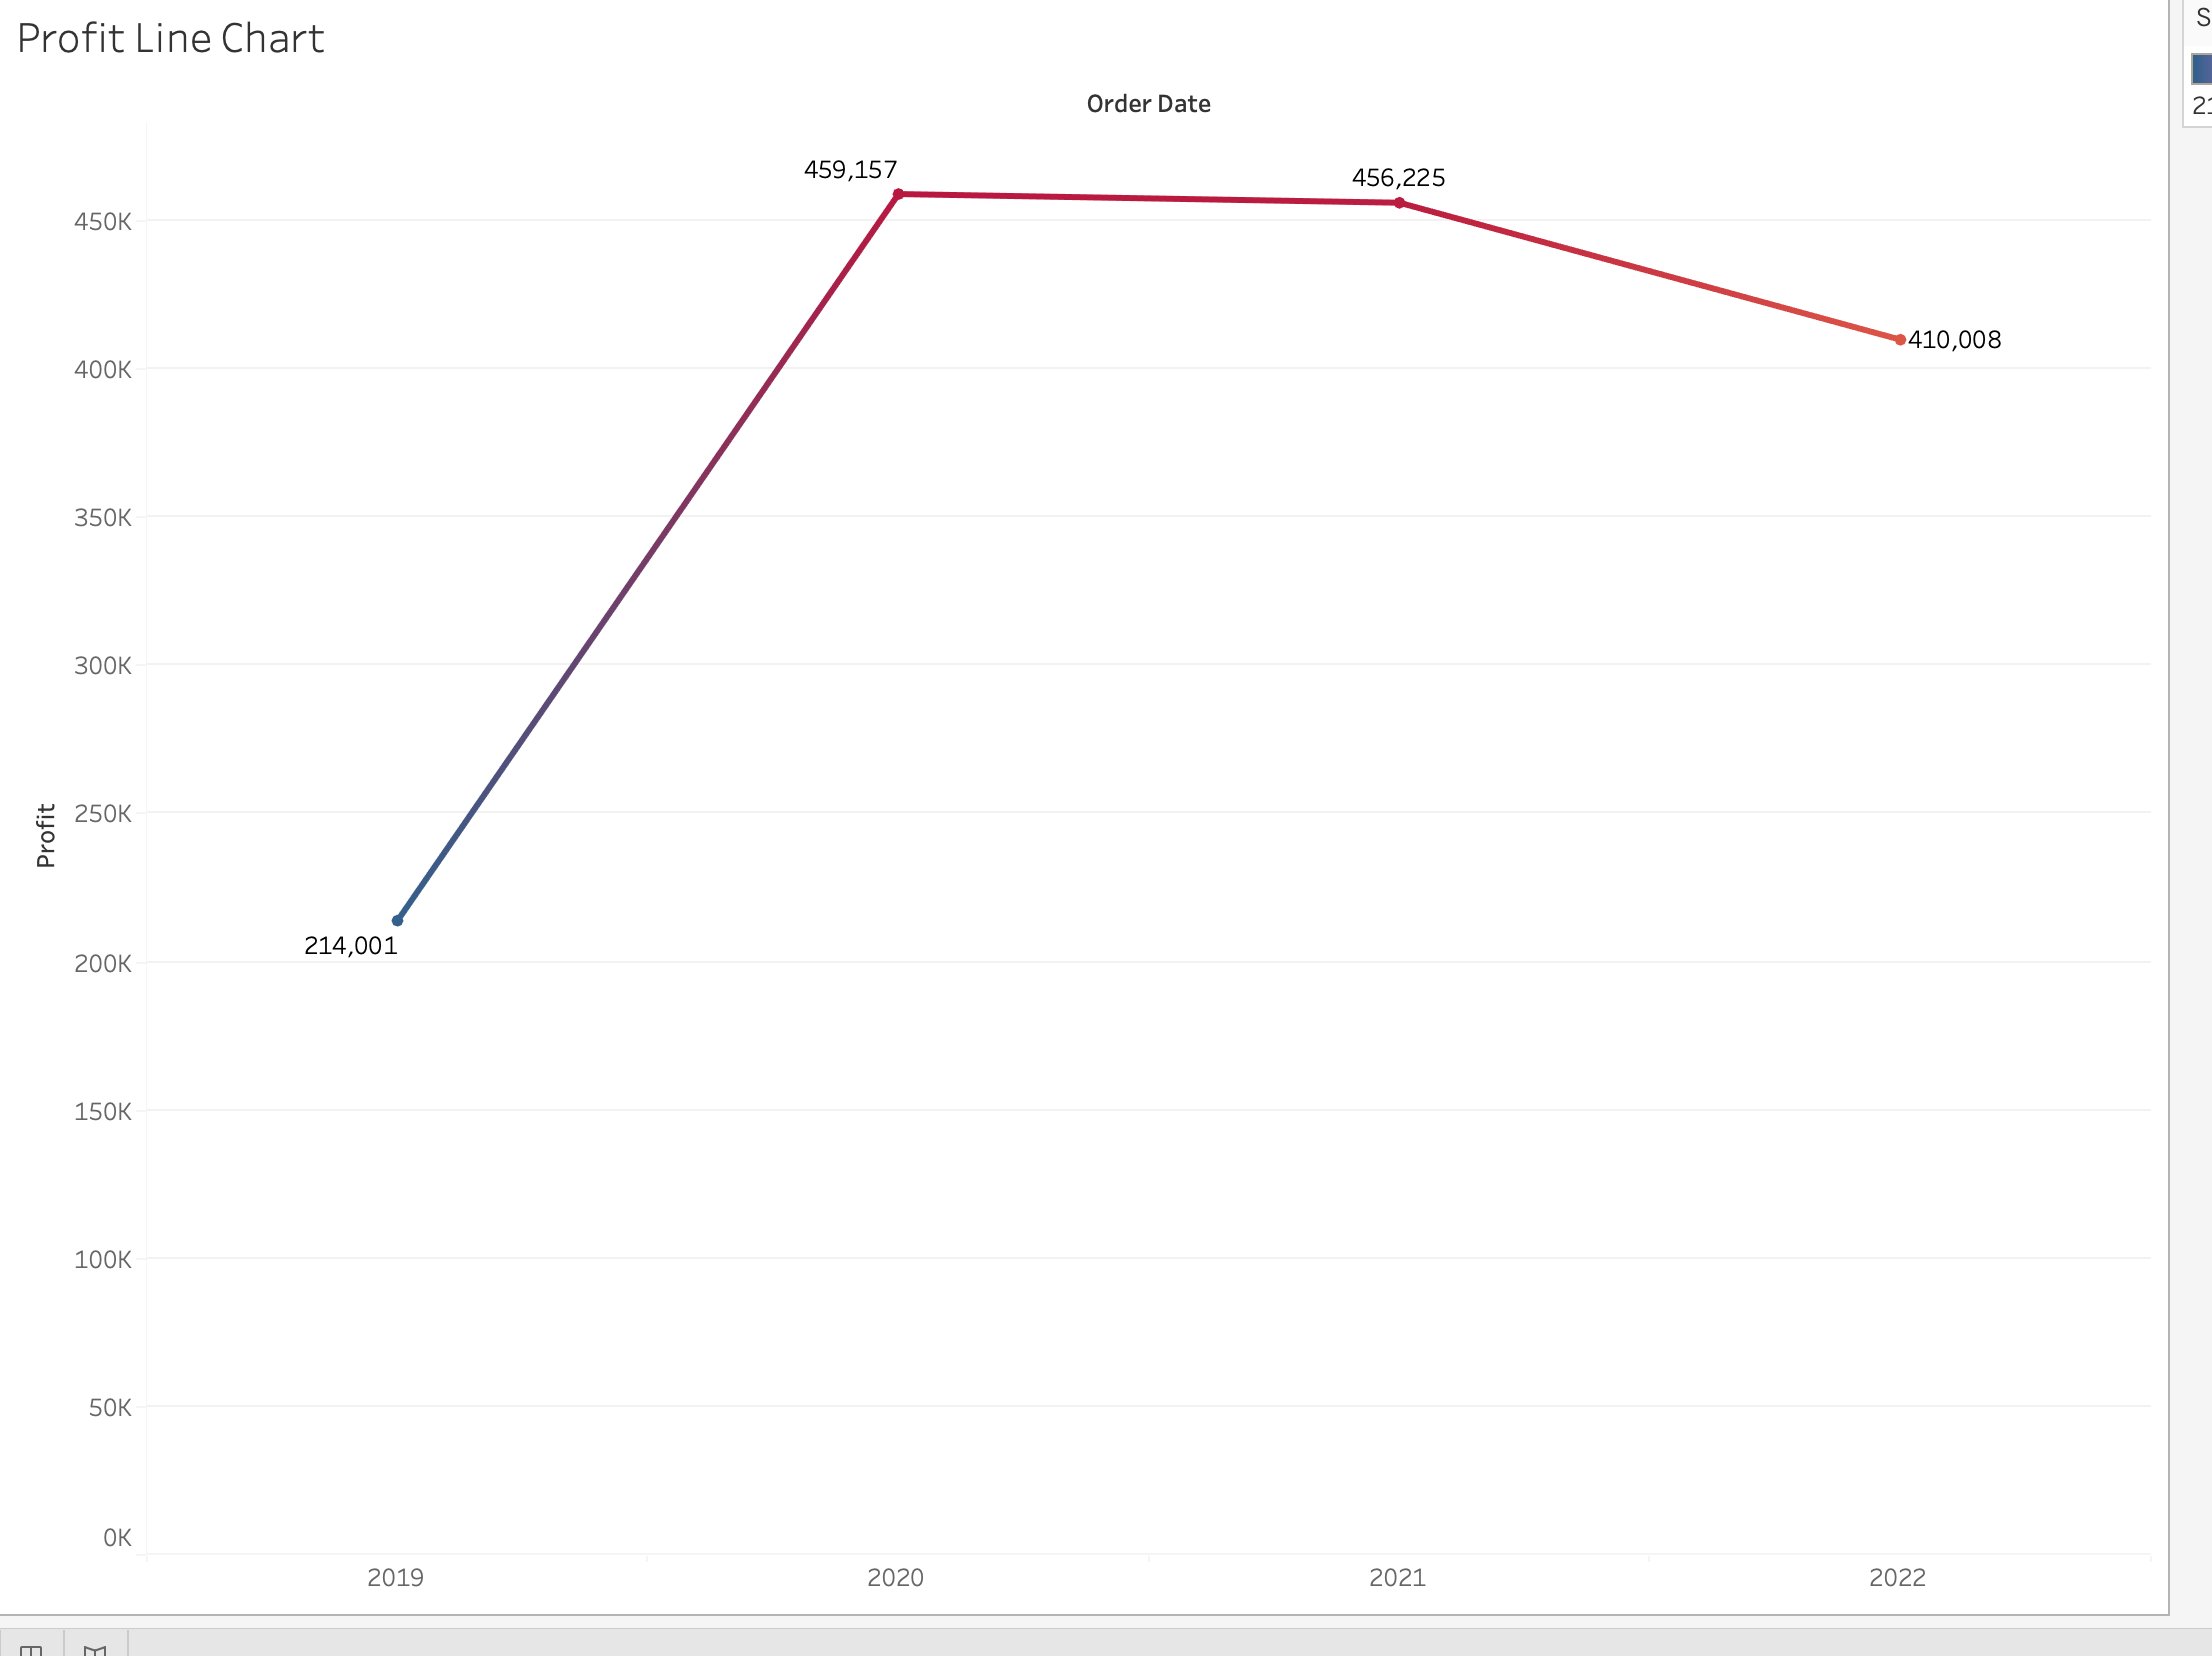 Profit Line Chart
Order Date
459,157
456,225
450K
410,008
400K
350K
300K
Profit
250K
214,001
200K
150K
100K
50K
0K
2019 2020 2021 2022